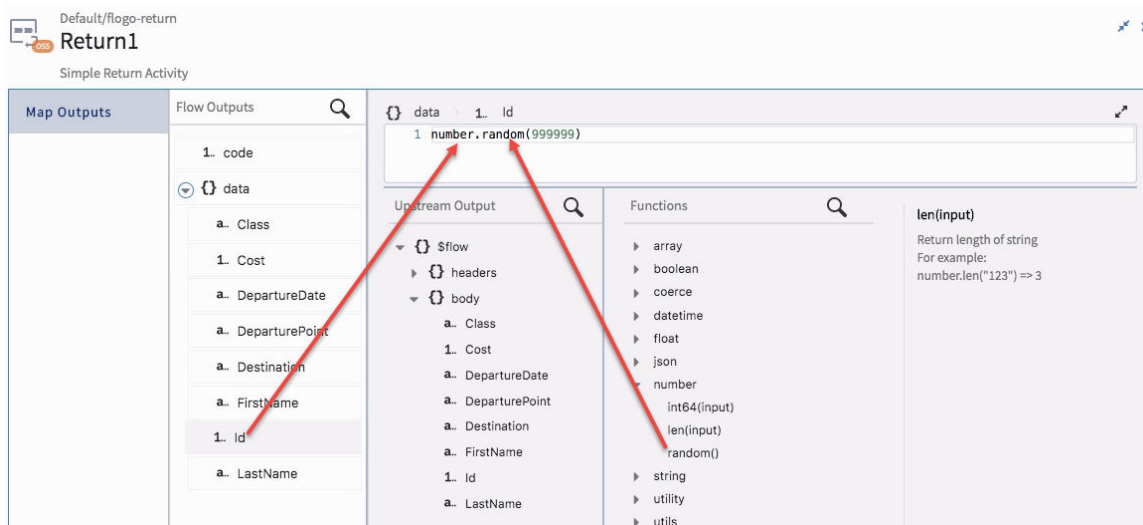 Default/flogo-return
OSS
Return1
Simple Return Activity
Map Outputs
Flow Outputs
1.. code
{} data
a.. Class
1.. Cost
a.. DepartureDate
a.. DeparturePoint
a.. Destination
a.. FirstName
1.. Id
a.. LastName
{} data 1.. Id
1 number.random(999999)
Upstream Output
{} $flow
{} headers
{} body
a.. Class
1.. Cost
a.. DepartureDate
a.. DeparturePoint
a.. Destination
a.. FirstName
1.. Id
a.. LastName
Functions
array
boolean
coerce
datetime
float
json
number
int64(input)
len(input)
random()
string
utility
utils
len(input)
Return length of string
For example:
number.len("123") => 3